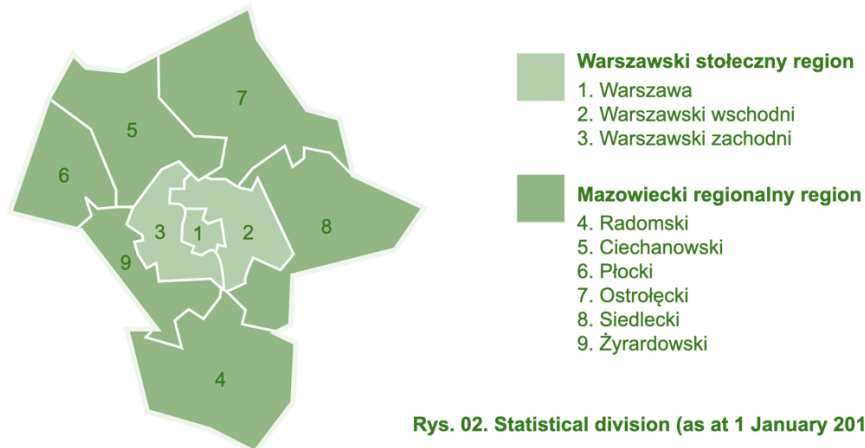 7
5
6
8
3
1
2
9
4
Warszawski stołeczny region
1. Warszawa
2. Warszawski wschodni
3. Warszawski zachodni
Mazowiecki regionalny region
4. Radomski
5. Ciechanowski
6. Płocki
7. Ostrołęcki
8. Siedlecki
9. Żyrardowski
Rys. 02. Statistical division (as at 1 January 201